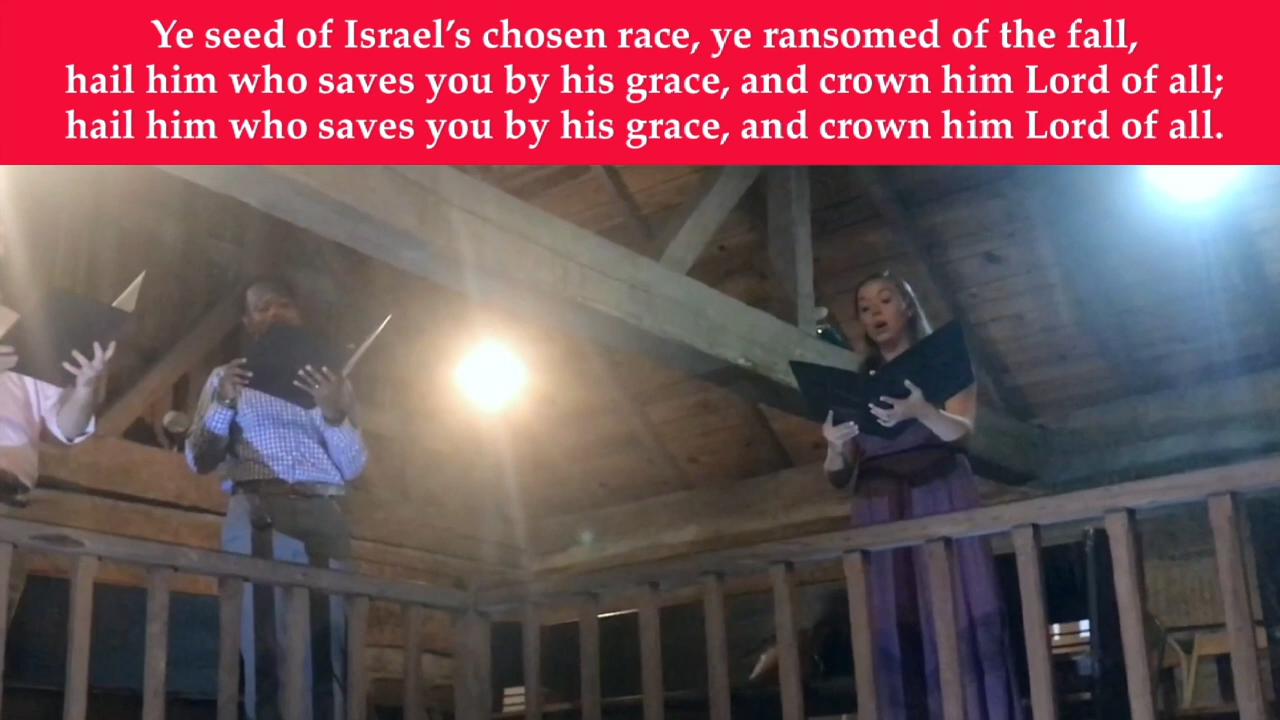 Ye seed of Israel’s chosen race, ye ransomed of the fall,
hail him who saves you by his grace, and crown him Lord of all;
hail him who saves you by his grace, and crown him Lord of all.